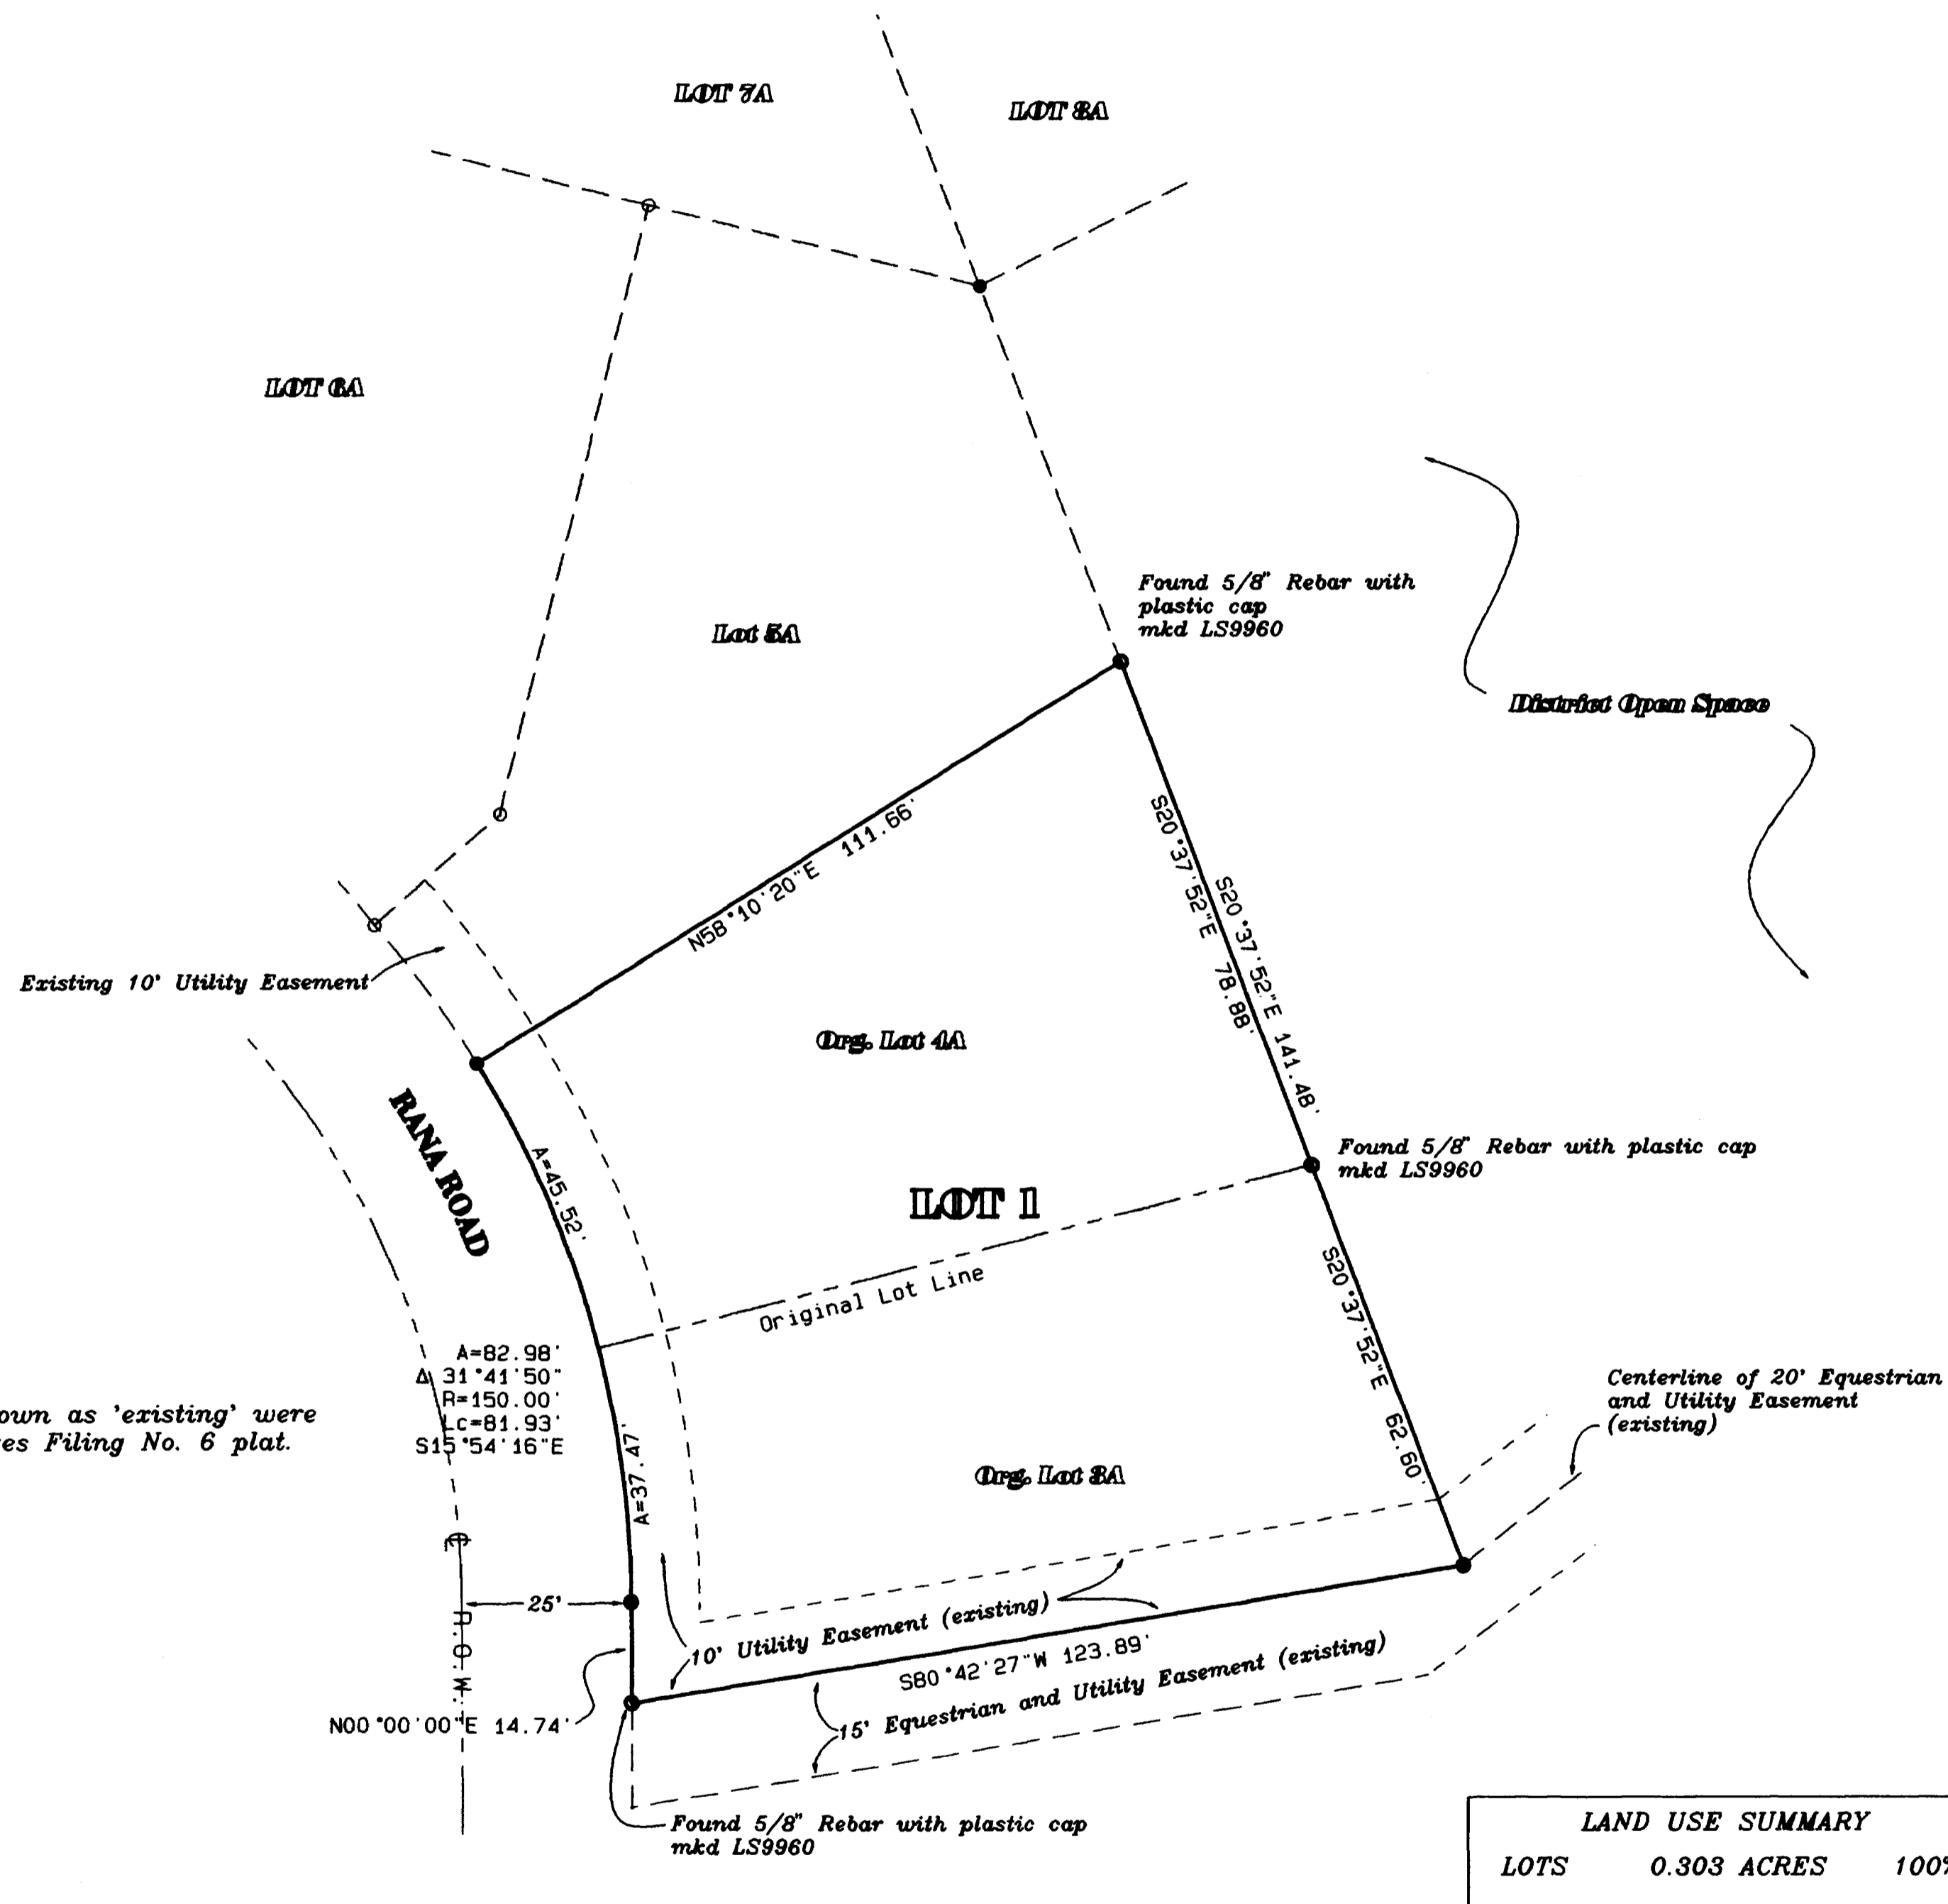 LOT 7A
LOT 8A
LOT 6A
Found 5/8" Rebar with
plastic cap
mkd LS9960
Lot 5A
District Open Space
N58°10'20"E 111.66'
S20°37'52"E 78.88'
S20°37'52"E 141.48'
Existing 10' Utility Easement
Org. Lot 4A
RANA ROAD
A=45.52'
Found 5/8" Rebar with plastic cap
mkd LS9960
LOT 1
Original Lot Line
S20°37'52"E 62.60'
A=82.98'
Δ 31°41'50"
R=150.00'
Lc=81.93'
S15°54'16"E
own as 'existing' were
es Filing No. 6 plat.
A=37.47'
Centerline of 20' Equestrian
and Utility Easement
(existing)
Org. Lot 3A
25'
R.O.W.
10' Utility Easement (existing)
S80°42'27"W 123.89'
15' Equestrian and Utility Easement (existing)
N00°00'00"E 14.74'
Found 5/8" Rebar with plastic cap
mkd LS9960
LAND USE SUMMARY
LOTS 0.303 ACRES 100%